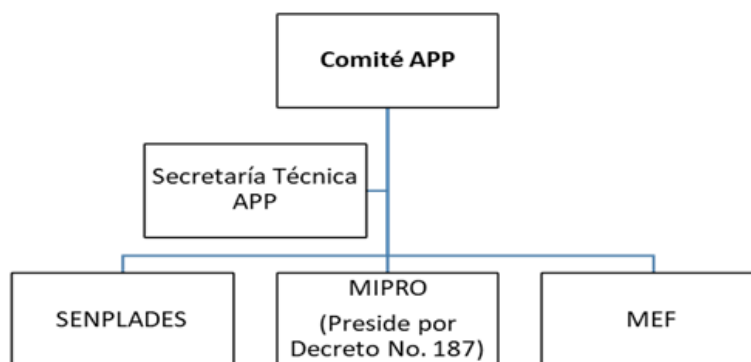 Comité APP
Secretaría Técnica
APP
SENPLADES
MIPRO
(Preside por
Decreto No. 187)
MEF